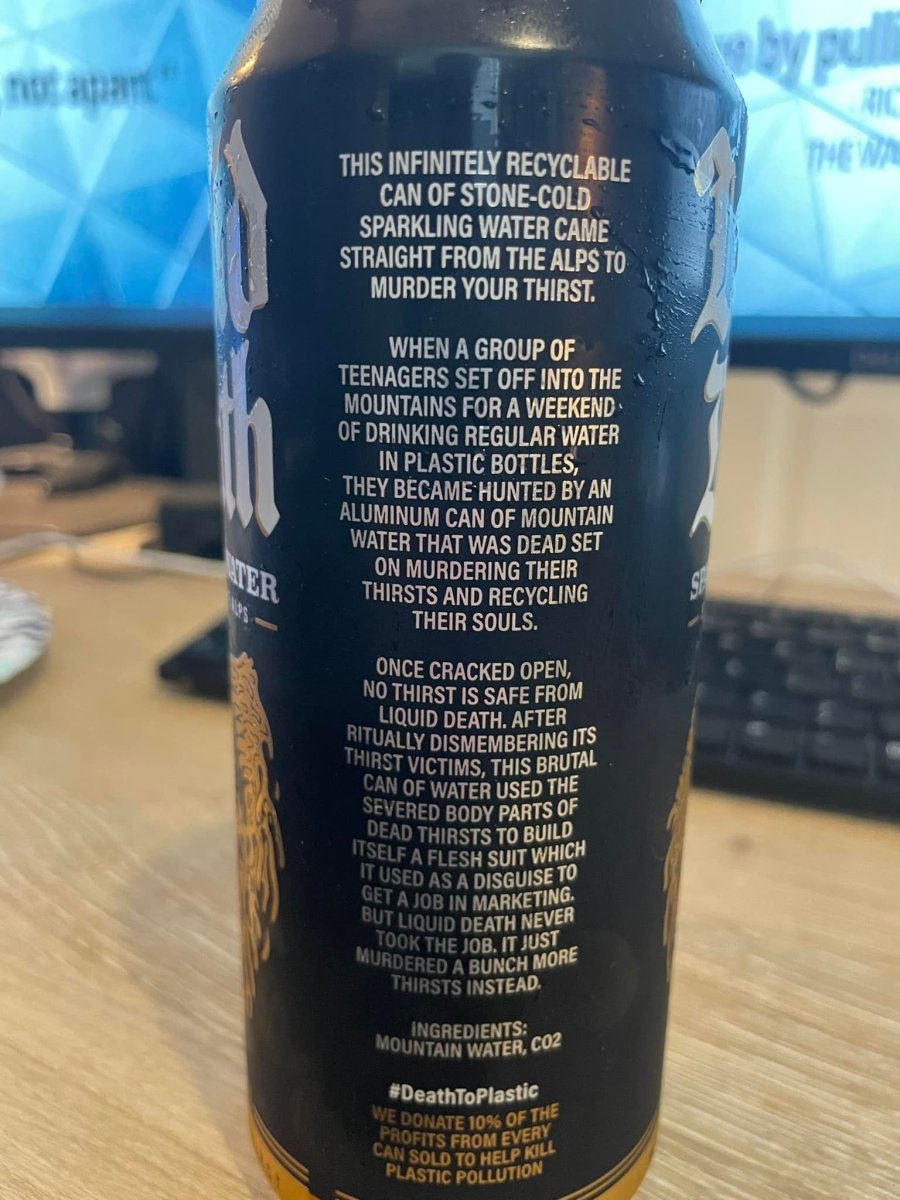 not apart."
e by pulli
RIC
THE WA
THIS INFINITELY RECYCLABLE
CAN OF STONE-COLD
SPARKLING WATER CAME
STRAIGHT FROM THE ALPS TO
MURDER YOUR THIRST.
WHEN A GROUP OF
TEENAGERS SET OFF INTO THE
MOUNTAINS FOR A WEEKEND
OF DRINKING REGULAR WATER
IN PLASTIC BOTTLES,
THEY BECAME HUNTED BY AN
ALUMINUM CAN OF MOUNTAIN
WATER THAT WAS DEAD SET
ON MURDERING THEIR
THIRSTS AND RECYCLING
THEIR SOULS.
ONCE CRACKED OPEN,
NO THIRST IS SAFE FROM
LIQUID DEATH. AFTER
RITUALLY DISMEMBERING ITS
THIRST VICTIMS, THIS BRUTAL
CAN OF WATER USED THE
SEVERED BODY PARTS OF
DEAD THIRSTS TO BUILD
ITSELF A FLESH SUIT WHICH
IT USED AS A DISGUISE TO
GET A JOB IN MARKETING.
BUT LIQUID DEATH NEVER
TOOK THE JOB. IT JUST
MURDERED A BUNCH MORE
THIRSTS INSTEAD.
INGREDIENTS:
MOUNTAIN WATER, CO2
#DeathToPlastic
WE DONATE 10% OF THE
PROFITS FROM EVERY
CAN SOLD TO HELP KILL
PLASTIC POLLUTION
d
th
ATER
ALPS
SP